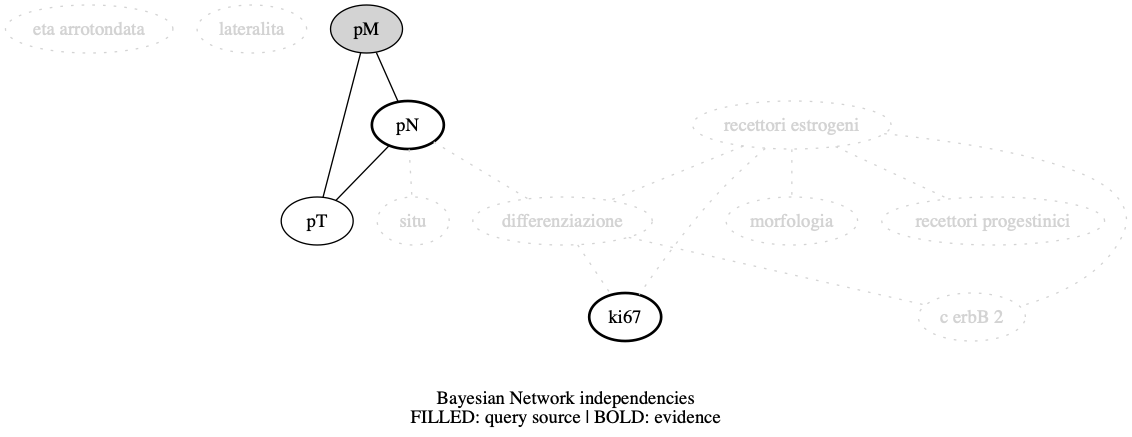 eta arrotondata
lateralita
pM
pN
recettori estrogeni
pT
situ
differenziazione
morfologia
recettori progestinici
ki67
c erbB 2
Bayesian Network independencies
FILLED: query source | BOLD: evidence